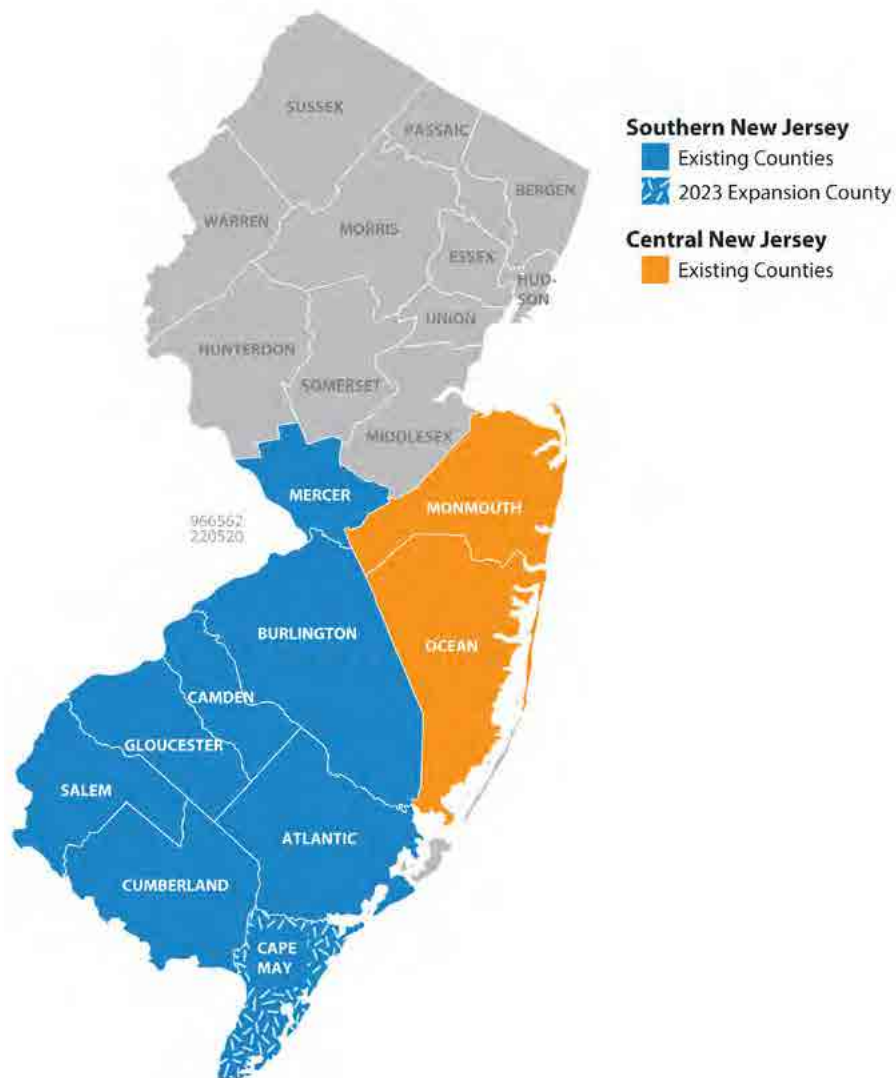 SUSSEX
PASSAIC
BERGEN
WARREN
MORRIS
ESSEX
HUD-
SON
UNION
HUNTERDON
SOMERSET
MIDDLESEX
MERCER
MONMOUTH
966562
220520
BURLINGTON
OCEAN
CAMDEN
GLOUCESTER
SALEM
ATLANTIC
CUMBERLAND
CAPE
MAY
Southern New Jersey
Existing Counties
2023 Expansion County
Central New Jersey
Existing Counties